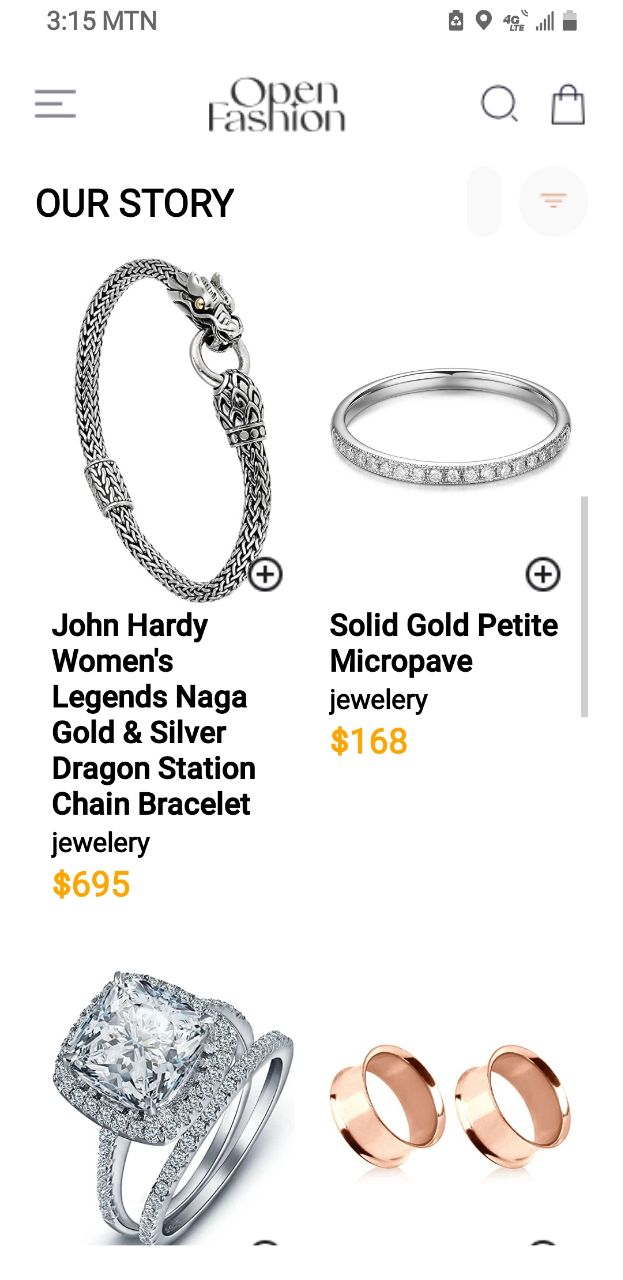 3:15 MTN
4G
LTE
Open
Fashion
OUR STORY
John Hardy
Women's
Legends Naga
Gold & Silver
Dragon Station
Chain Bracelet
jewelery
$695
Solid Gold Petite
Micropave
jewelery
$168